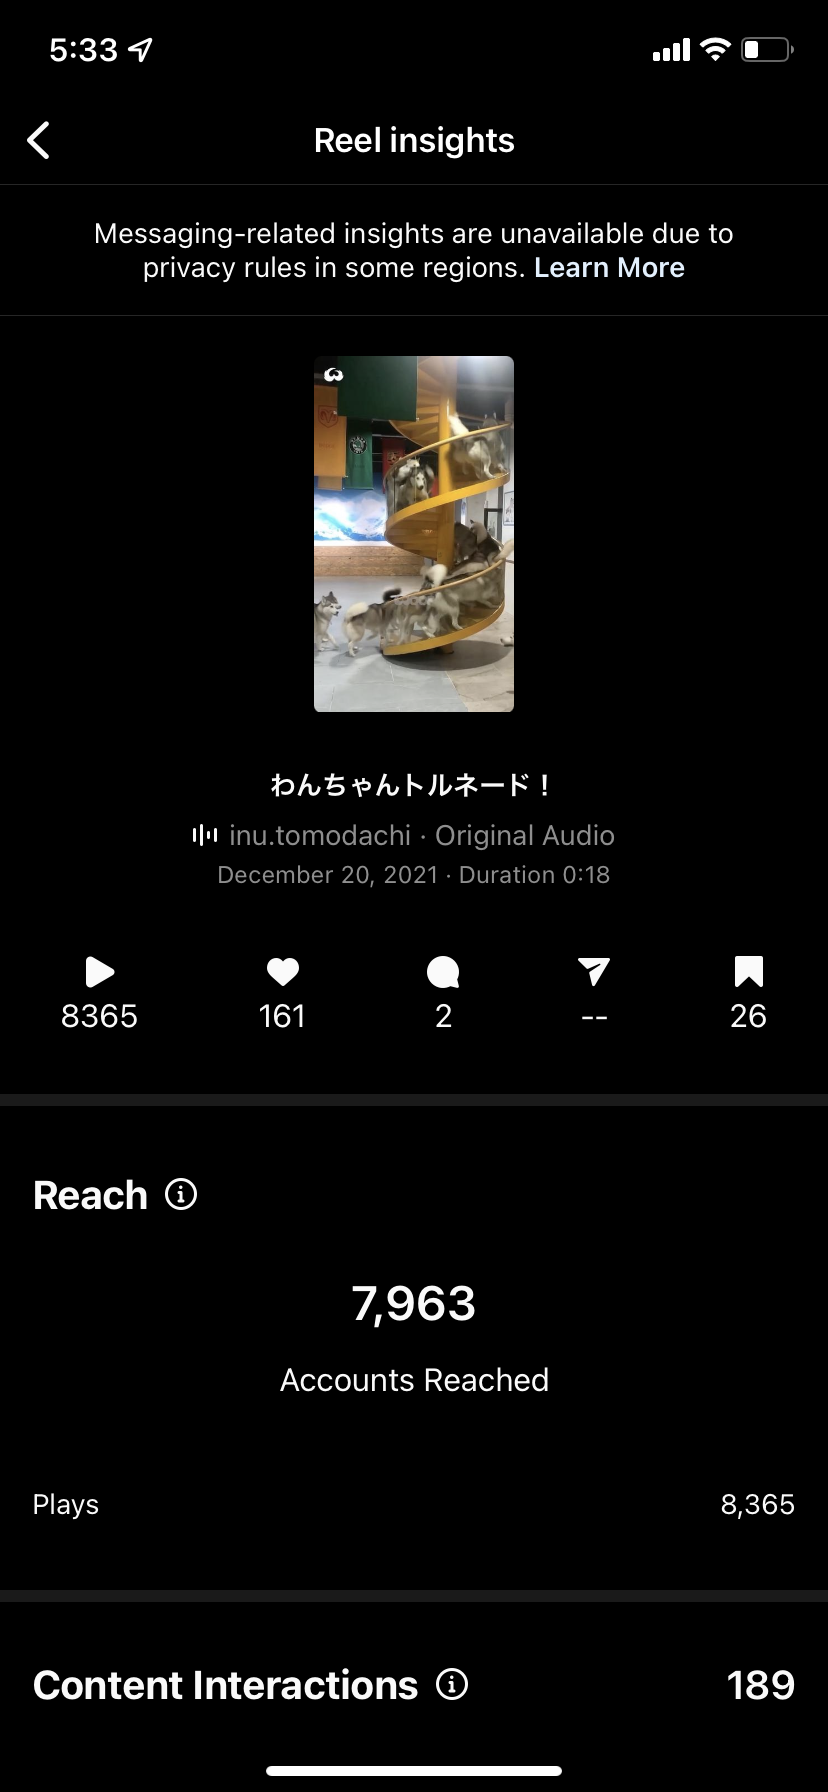 5:33
Reel insights
Messaging-related insights are unavailable due to
privacy rules in some regions. Learn More
わんちゃんトルネード！
inu.tomodachi · Original Audio
December 20, 2021 · Duration 0:18
8365 161 2 -- 26
Reach
7,963
Accounts Reached
Plays 8,365
Content Interactions 189